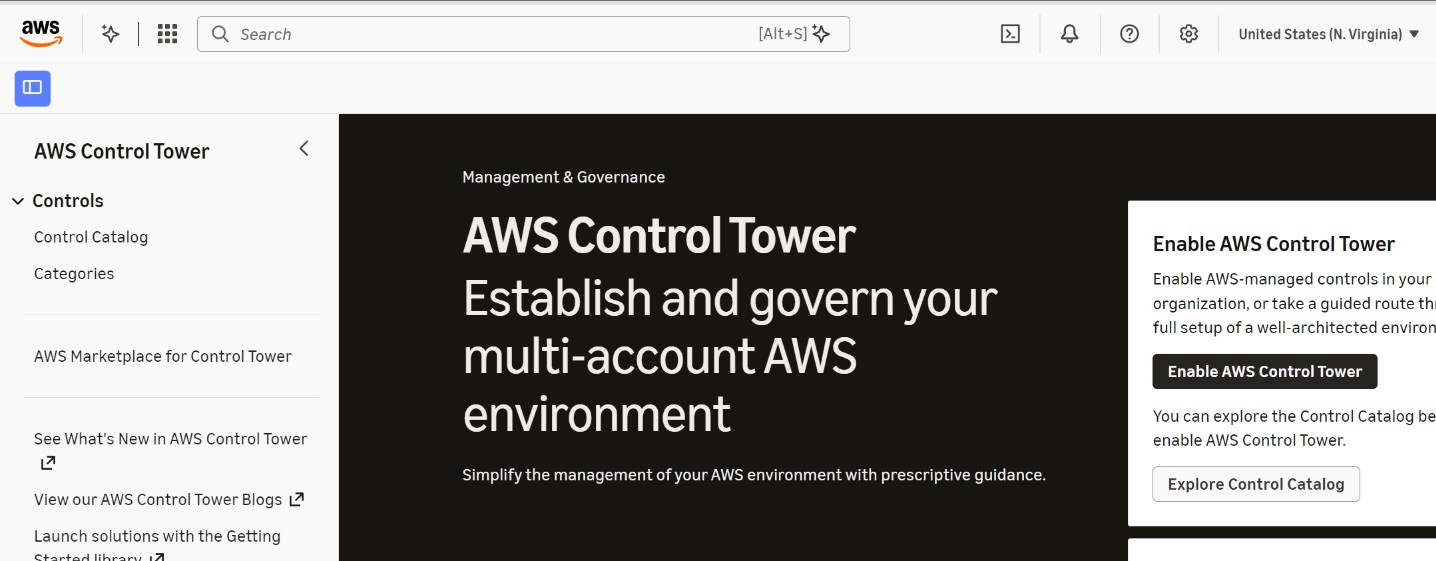 aws
Search
[Alt+S]
United States (N. Virginia)
AWS Control Tower
Controls
Control Catalog
Categories
AWS Marketplace for Control Tower
See What's New in AWS Control Tower
View our AWS Control Tower Blogs
Launch solutions with the Getting
Started library
Management & Governance
AWS Control Tower
Establish and govern your
multi-account AWS
environment
Simplify the management of your AWS environment with prescriptive guidance.
Enable AWS Control Tower
Enable AWS-managed controls in your
organization, or take a guided route
full setup of a well-architected
Enable AWS Control Tower
You can explore the Control Catalog
enable AWS Control Tower.
Explore Control Catalog